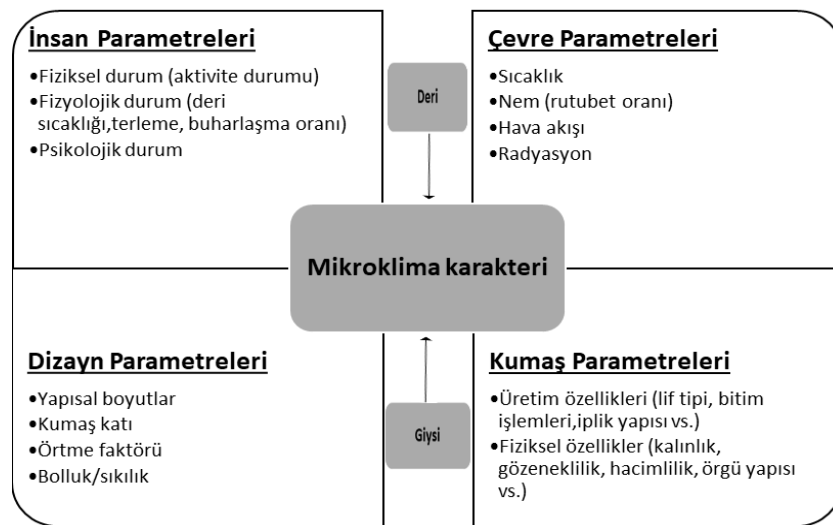 İnsan Parametreleri
•Fiziksel durum (aktivite durumu)
•Fizyolojik durum (deri
sıcaklığı,terleme, buharlaşma oranı)
•Psikolojik durum
Deri
Çevre Parametreleri
•Sıcaklık
•Nem (rutubet oranı)
•Hava akışı
•Radyasyon
Mikroklima karakteri
Dizayn Parametreleri
•Yapısal boyutlar
•Kumaş katı
•Örtme faktörü
•Bolluk/sıkılık
Giysi
Kumaş Parametreleri
•Üretim özellikleri (lif tipi, bitim
işlemleri,iplik yapısı vs.)
•Fiziksel özellikler (kalınlık,
gözeneklilik, hacimlilik, örgü yapısı
vs.)